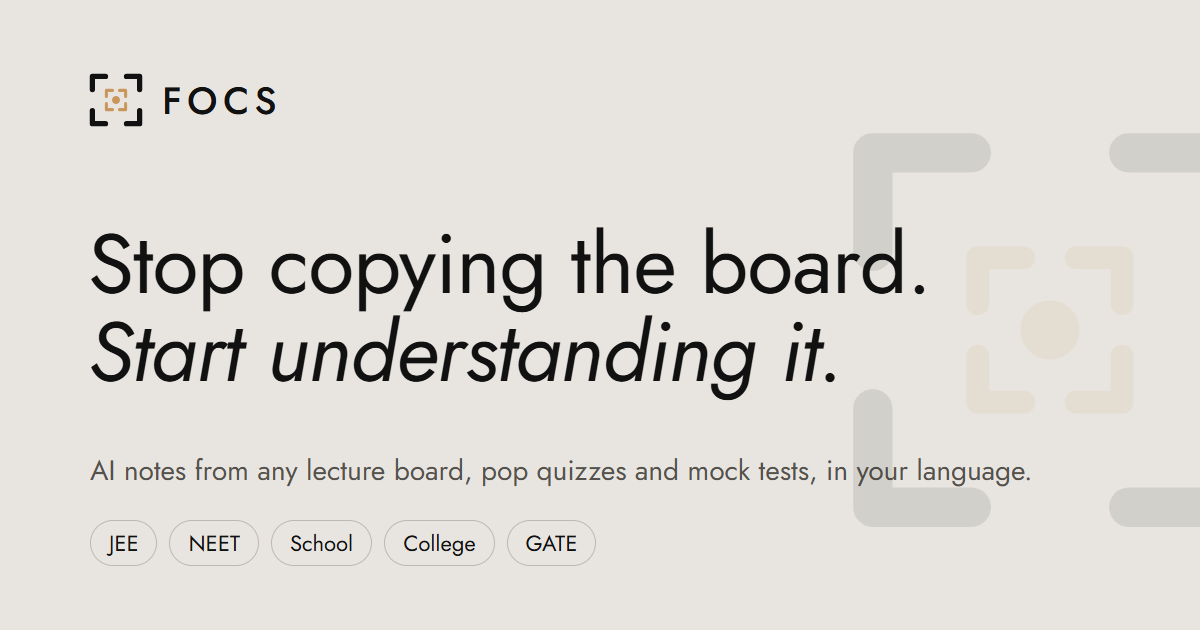 FOCS
Stop copying the board.
Start understanding it.
AI notes from any lecture board, pop quizzes and mock tests, in your language.
JEE NEET School College GATE